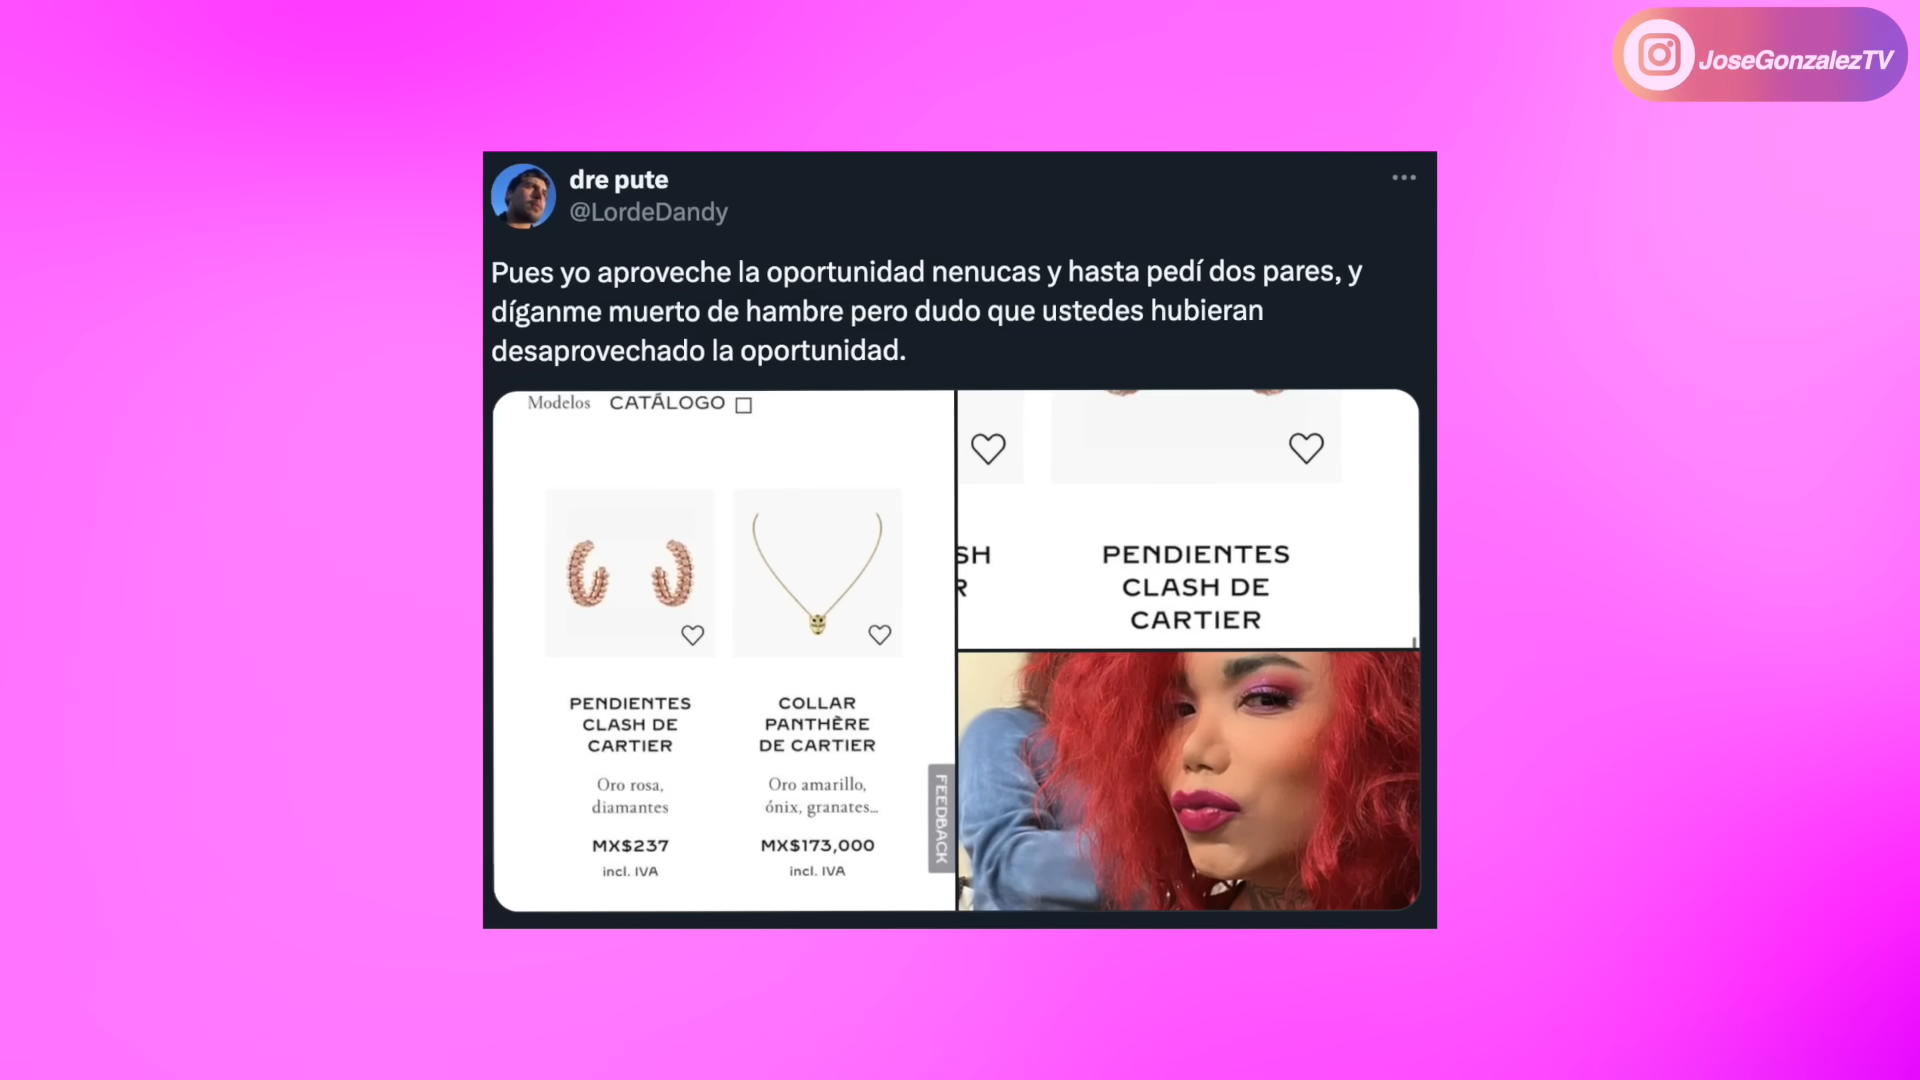 JoseGonzalezTV
dre pute
@LordeDandy
Pues yo aproveche la oportunidad nenucas y hasta pedí dos pares, y
díganme muerto de hambre pero dudo que ustedes hubieran
desaprovechado la oportunidad.
Modelos CATÁLOGO
PENDIENTES
CLASH DE
CARTIER
Oro rosa,
diamantes
MX$237
incl. IVA
COLLAR
PANTHÈRE
DE CARTIER
Oro amarillo,
ónix, granates...
MX$173,000
incl. IVA
FEEDBACK
SH
R
PENDIENTES
CLASH DE
CARTIER